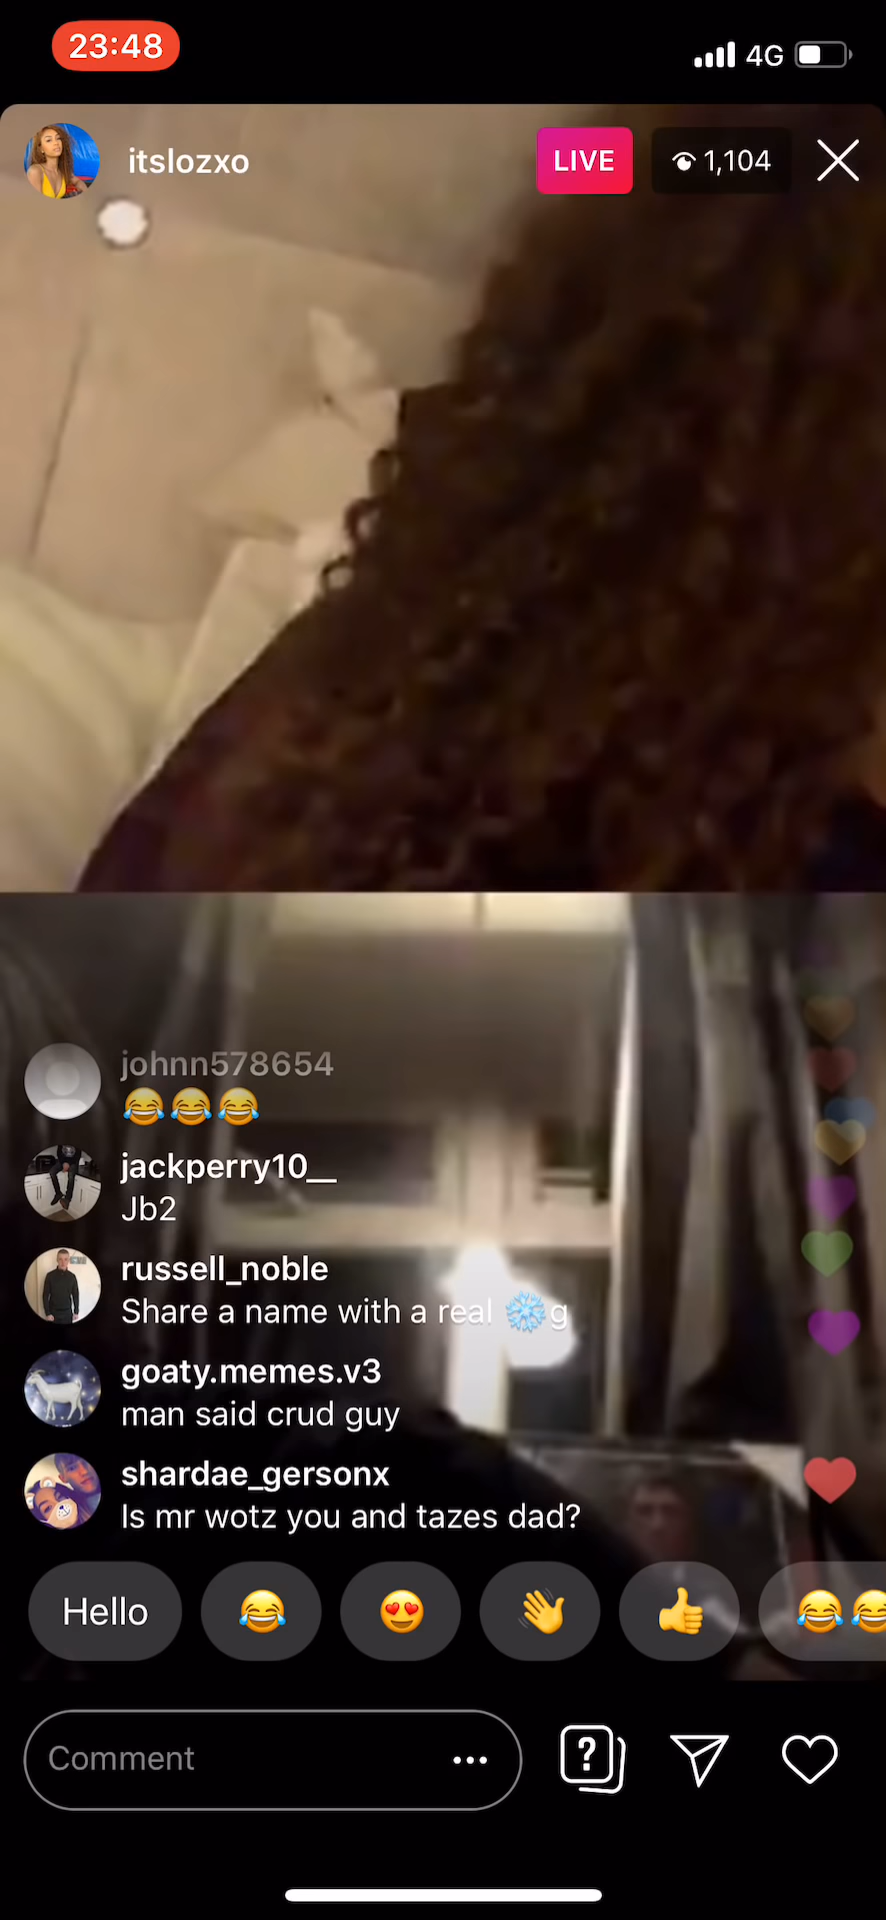 23:48
4G
itslozxo
LIVE
1,104
johnn578654
😂😂😂
jackperry10__
Jb2
russell_noble
Share a name with a real ❄️g
goaty.memes.v3
man said crud guy
shardae_gersonx
Is mr wotz you and tazes dad?
Hello 😂 😍 👋 👍 😂😂
Comment